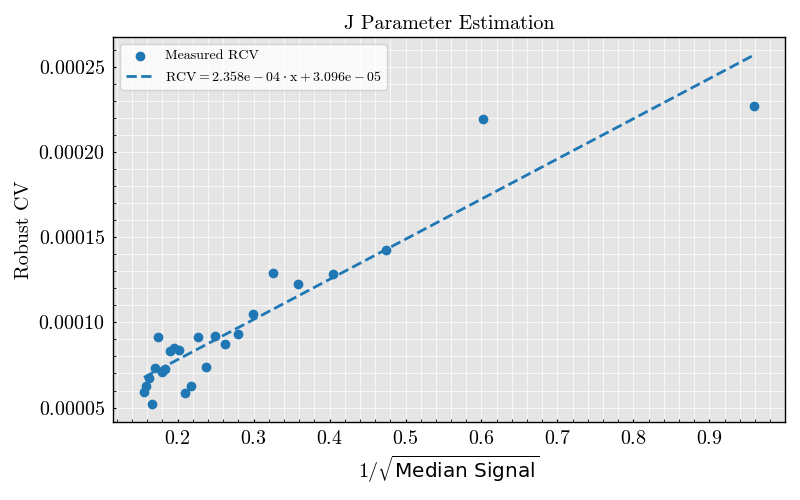 J Parameter Estimation
Measured RCV
RCV = 2.358e − 04 · x + 3.096e − 05
0.00025
0.00020
0.00015
0.00010
0.00005
Robust CV
0.2 0.3 0.4 0.5 0.6 0.7 0.8 0.9
1/√Median Signal